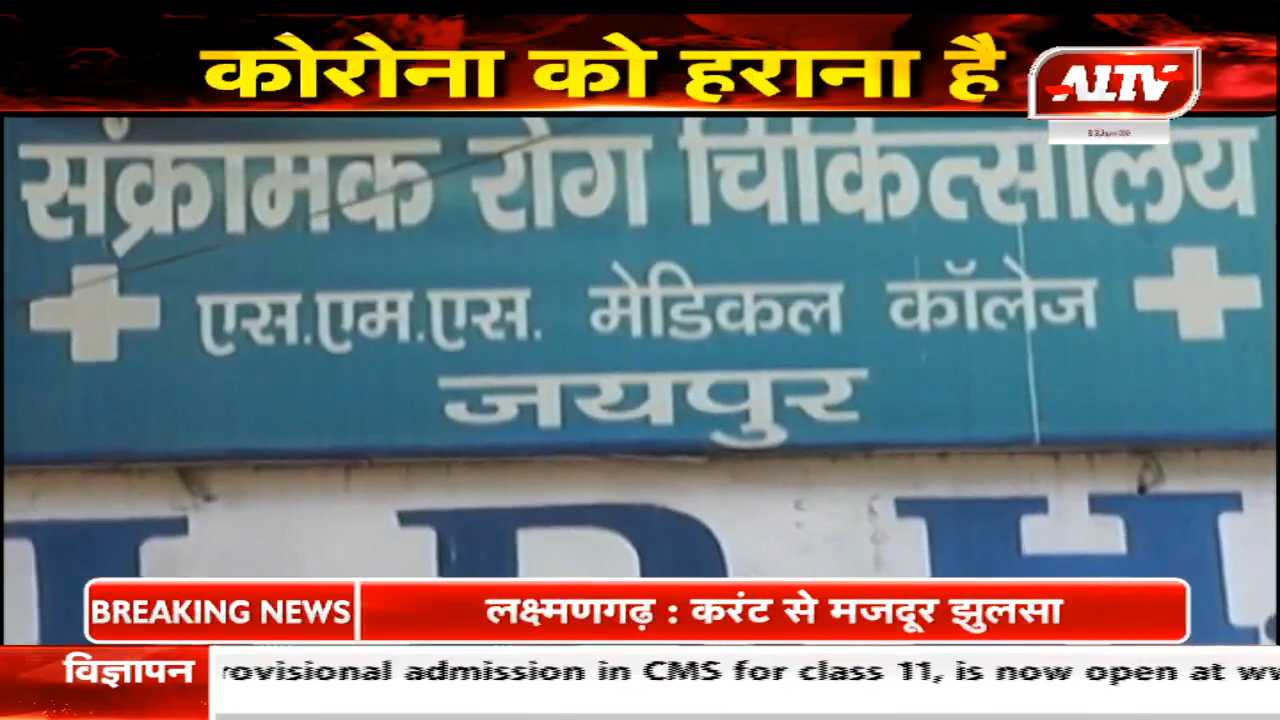 कोरोना को हराना है
ALTV
संक्रामक रोग चिकित्सालय
एस.एम.एस. मेडिकल कॉलेज
जयपुर
I.D.H.
BREAKING NEWS
लक्ष्मणगढ़ : करंट से मजदूर झुलसा
विज्ञापन
rovisional admission in CMS for class 11, is now open at ww